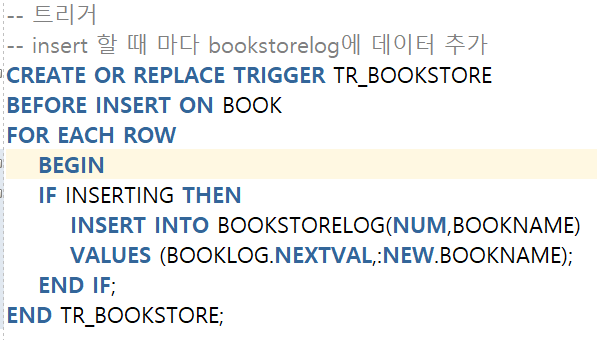 -- 트리거
-- insert 할 때 마다 bookstorelog에 데이터 추가
CREATE OR REPLACE TRIGGER TR_BOOKSTORE
BEFORE INSERT ON BOOK
FOR EACH ROW
BEGIN
IF INSERTING THEN
INSERT INTO BOOKSTORELOG(NUM,BOOKNAME)
VALUES (BOOKLOG.NEXTVAL,:NEW.BOOKNAME);
END IF;
END TR_BOOKSTORE;